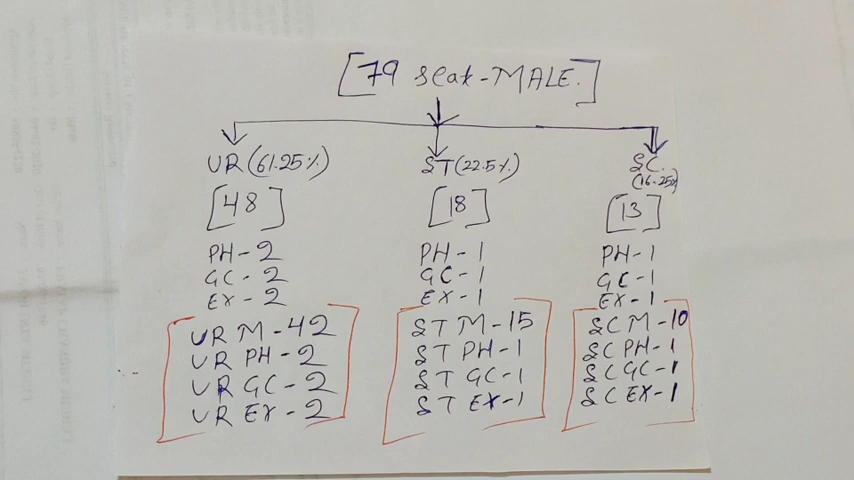 [79 Seat-MALE.]
UR (61.25%)
[48]
PH-2
GC-2
EX-2
UR M-42
UR PH-2
UR GC-2
UR EX-2
ST (22.5%)
[18]
PH-1
GC-1
EX-1
ST M-15
ST PH-1
ST GC-1
ST EX-1
SC
(16.25%)
[13]
PH-1
GC-1
EX-1
SC M-10
SC PH-1
SC GC-1
SC EX-1